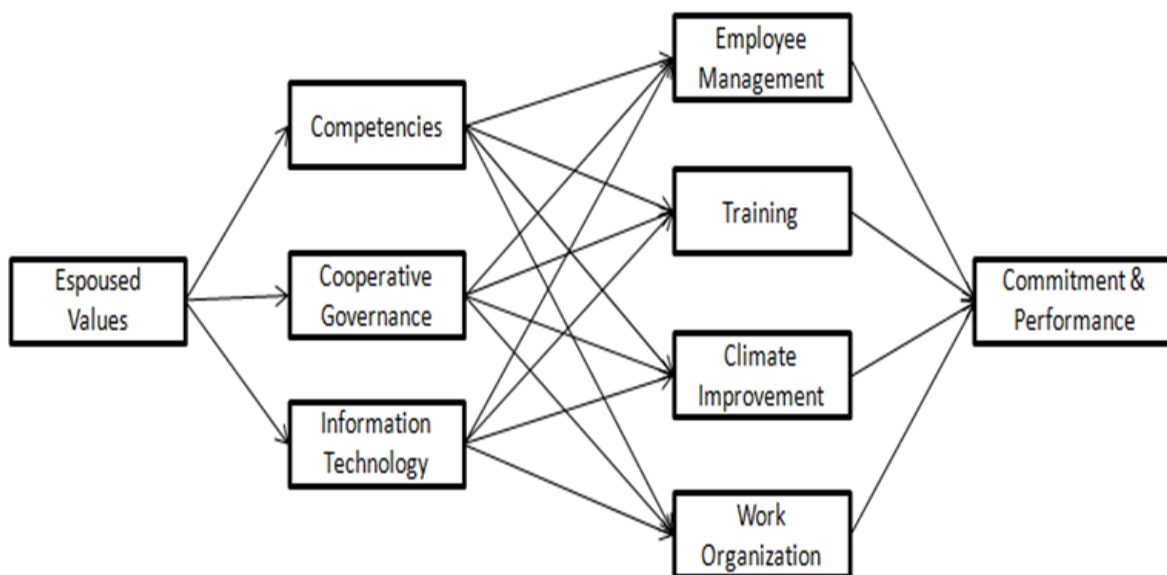 Espoused
Values
Competencies
Cooperative
Governance
Information
Technology
Employee
Management
Training
Climate
Improvement
Work
Organization
Commitment &
Performance